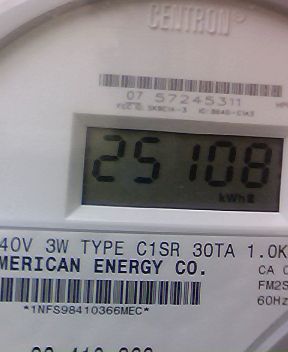 CENTRON®
07 57245311
25108
kWh
40V 3W TYPE C1SR 30TA 1.0K
MERICAN ENERGY CO.
CA 0
FM2S
60Hz
*1NFS98410366MEC*